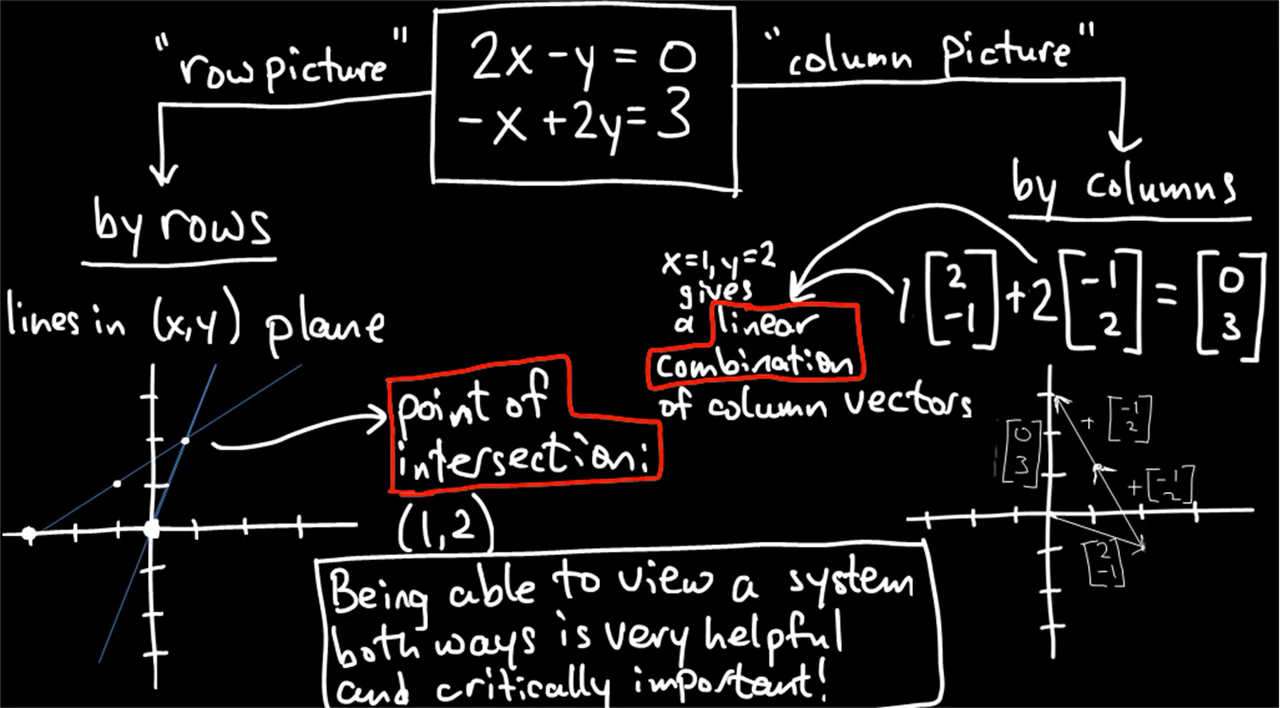 "row picture"
2x - y = 0
-x + 2y = 3
"column picture"
by rows
lines in (x,y) plane
point of
intersection:
(1,2)
by columns
x=1, y=2
gives
a linear
combination
of column vectors
1 [2 -1] + 2 [-1 2] = [0 3]
[0 3]
+ [-1 2]
+ [-1 2]
[2 -1]
Being able to view a system
both ways is very helpful
and critically important!